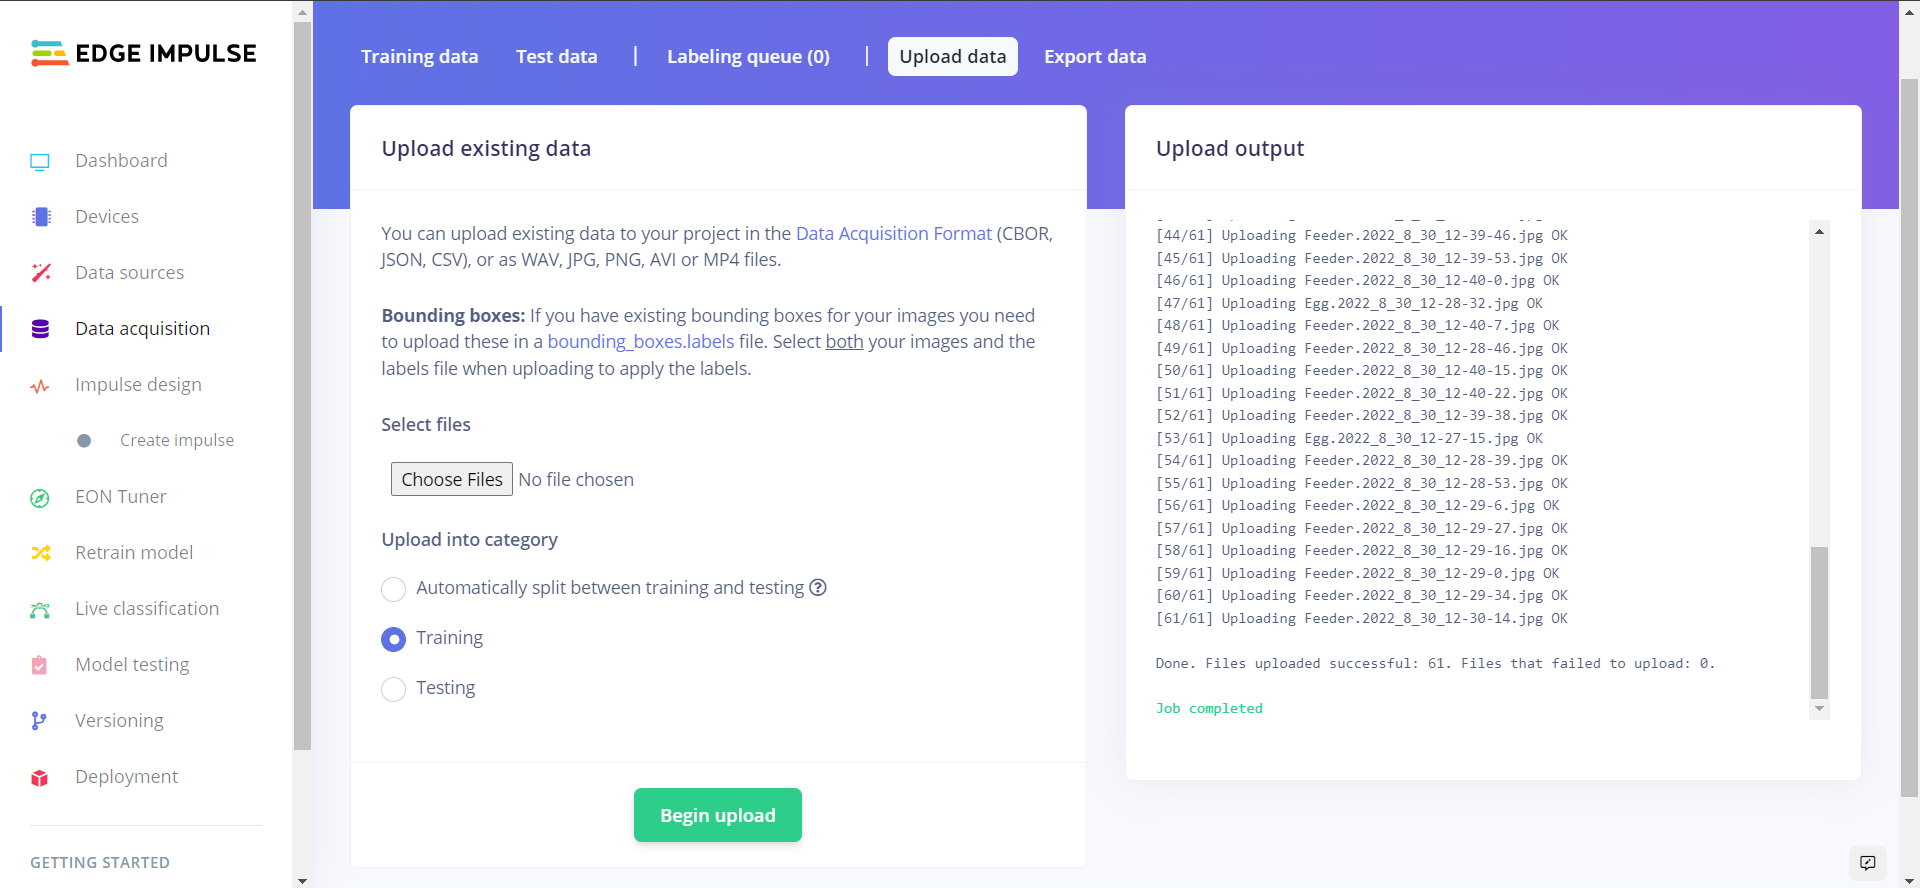 EDGE IMPULSE
Dashboard
Devices
Data sources
Data acquisition
Impulse design
Create impulse
EON Tuner
Retrain model
Live classification
Model testing
Versioning
Deployment
GETTING STARTED
Training data Test data | Labeling queue (0) | Upload data Export data
Upload existing data
You can upload existing data to your project in the Data Acquisition Format (CBOR,
JSON, CSV), or as WAV, JPG, PNG, AVI or MP4 files.
Bounding boxes: If you have existing bounding boxes for your images you need
to upload these in a bounding_boxes.labels file. Select both your images and the
labels file when uploading to apply the labels.
Select files
Choose Files No file chosen
Upload into category
Automatically split between training and testing
Training
Testing
Begin upload
Upload output
[44/61] Uploading Feeder.2022_8_30_12-39-46.jpg OK
[45/61] Uploading Feeder.2022_8_30_12-39-53.jpg OK
[46/61] Uploading Feeder.2022_8_30_12-40-0.jpg OK
[47/61] Uploading Egg.2022_8_30_12-28-32.jpg OK
[48/61] Uploading Feeder.2022_8_30_12-40-7.jpg OK
[49/61] Uploading Feeder.2022_8_30_12-28-46.jpg OK
[50/61] Uploading Feeder.2022_8_30_12-40-15.jpg OK
[51/61] Uploading Feeder.2022_8_30_12-40-22.jpg OK
[52/61] Uploading Feeder.2022_8_30_12-39-38.jpg OK
[53/61] Uploading Egg.2022_8_30_12-27-15.jpg OK
[54/61] Uploading Feeder.2022_8_30_12-28-39.jpg OK
[55/61] Uploading Feeder.2022_8_30_12-28-53.jpg OK
[56/61] Uploading Feeder.2022_8_30_12-29-6.jpg OK
[57/61] Uploading Feeder.2022_8_30_12-29-27.jpg OK
[58/61] Uploading Feeder.2022_8_30_12-29-16.jpg OK
[59/61] Uploading Feeder.2022_8_30_12-29-0.jpg OK
[60/61] Uploading Feeder.2022_8_30_12-29-34.jpg OK
[61/61] Uploading Feeder.2022_8_30_12-30-14.jpg OK
Done. Files uploaded successful: 61. Files that failed to upload: 0.
Job completed